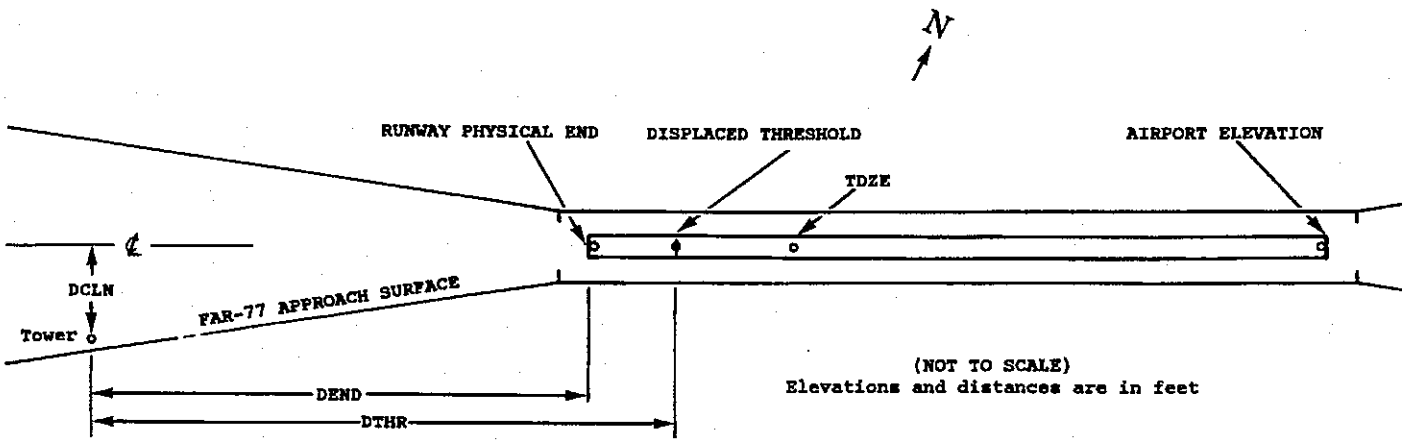 N
RUNWAY PHYSICAL END
DISPLACED THRESHOLD
AIRPORT ELEVATION
TDZE
℄
DCLN
FAR-77 APPROACH SURFACE
Tower
(NOT TO SCALE)
Elevations and distances are in feet
DEND
DTHR